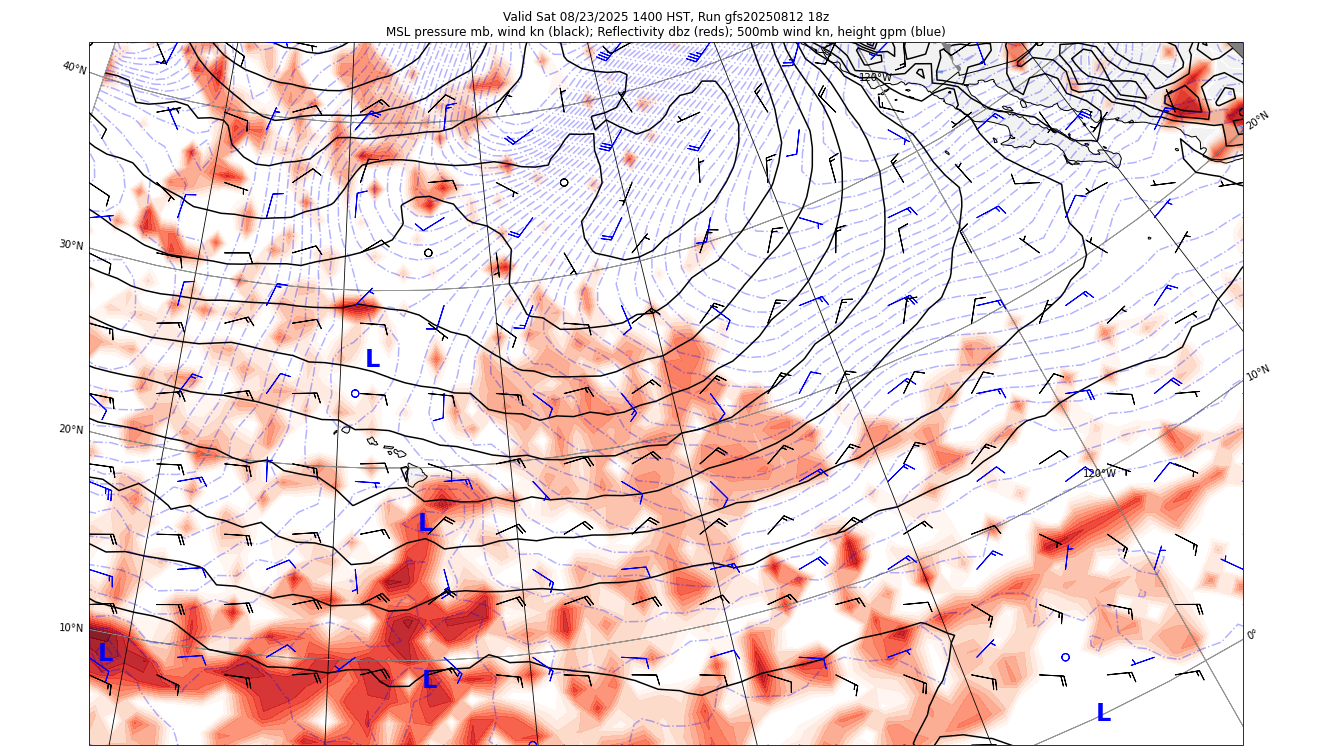 Valid Sat 08/23/2025 1400 HST, Run gfs20250812 18z
MSL pressure mb, wind kn (black); Reflectivity dbz (reds); 500mb wind kn, height gpm (blue)
40°N
120°W
20°N
30°N
L
10°N
20°N
120°W
L
10°N
0°
L
L
L